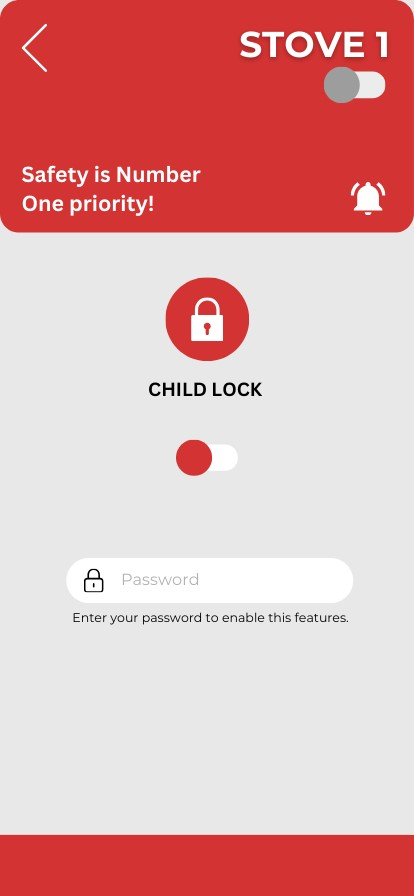 STOVE 1
Safety is Number
One priority!
CHILD LOCK
Password
Enter your password to enable this features.